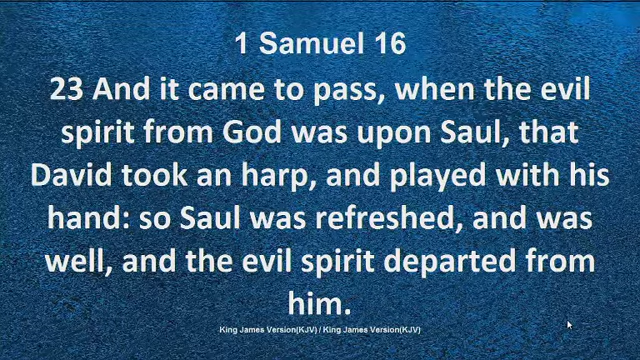 1 Samuel 16
23 And it came to pass, when the evil
spirit from God was upon Saul, that
David took an harp, and played with his
hand: so Saul was refreshed, and was
well, and the evil spirit departed from
him.
King James Version(KJV) / King James Version(KJV)